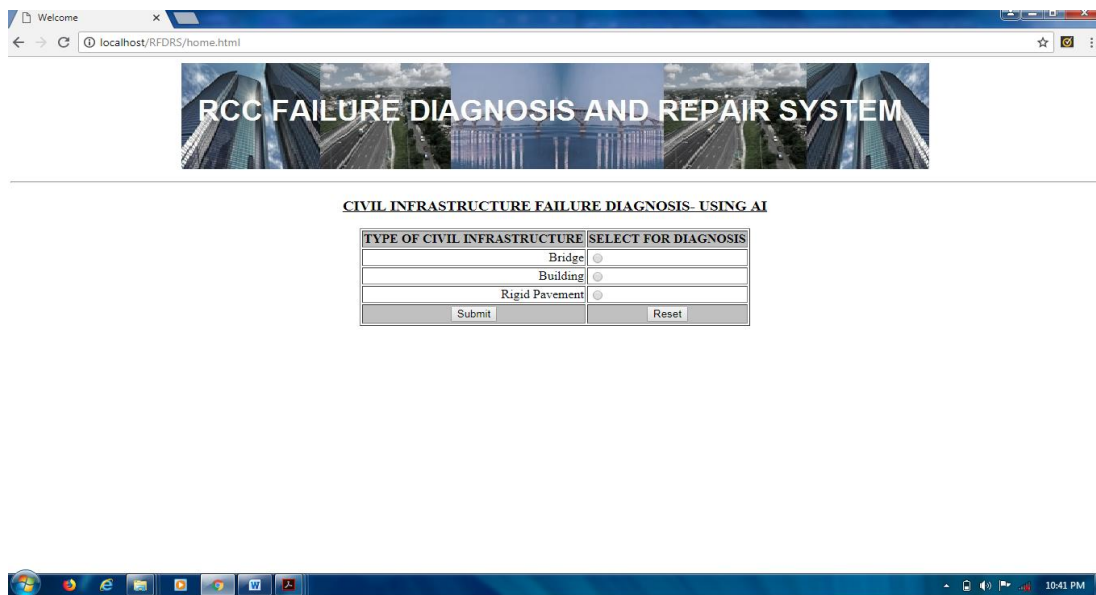 Welcome
localhost/RFDRS/home.html
RCC FAILURE DIAGNOSIS AND REPAIR SYSTEM
CIVIL INFRASTRUCTURE FAILURE DIAGNOSIS- USING AI
TYPE OF CIVIL INFRASTRUCTURE SELECT FOR DIAGNOSIS
Bridge
Building
Rigid Pavement
Submit Reset
10:41 PM